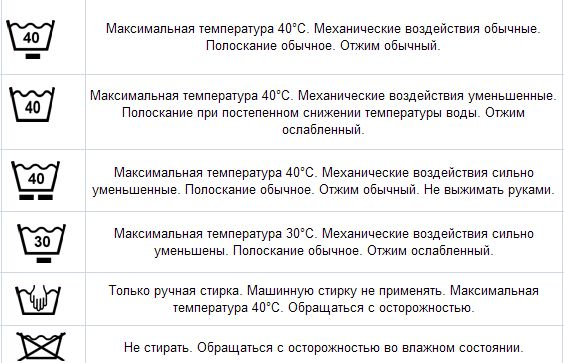 40
Максимальная температура 40°С. Механические воздействия обычные.
Полоскание обычное. Отжим обычный.
40
Максимальная температура 40°С. Механические воздействия уменьшенные.
Полоскание при постепенном снижении температуры воды. Отжим
ослабленный.
40
Максимальная температура 40°С. Механические воздействия сильно
уменьшенные. Полоскание обычное. Отжим обычный. Не выжимать руками.
30
Максимальная температура 30°С. Механические воздействия сильно
уменьшены. Полоскание обычное. Отжим ослабленный.
Только ручная стирка. Машинную стирку не применять. Максимальная
температура 40°С. Обращаться с осторожностью.
Не стирать. Обращаться с осторожностью во влажном состоянии.